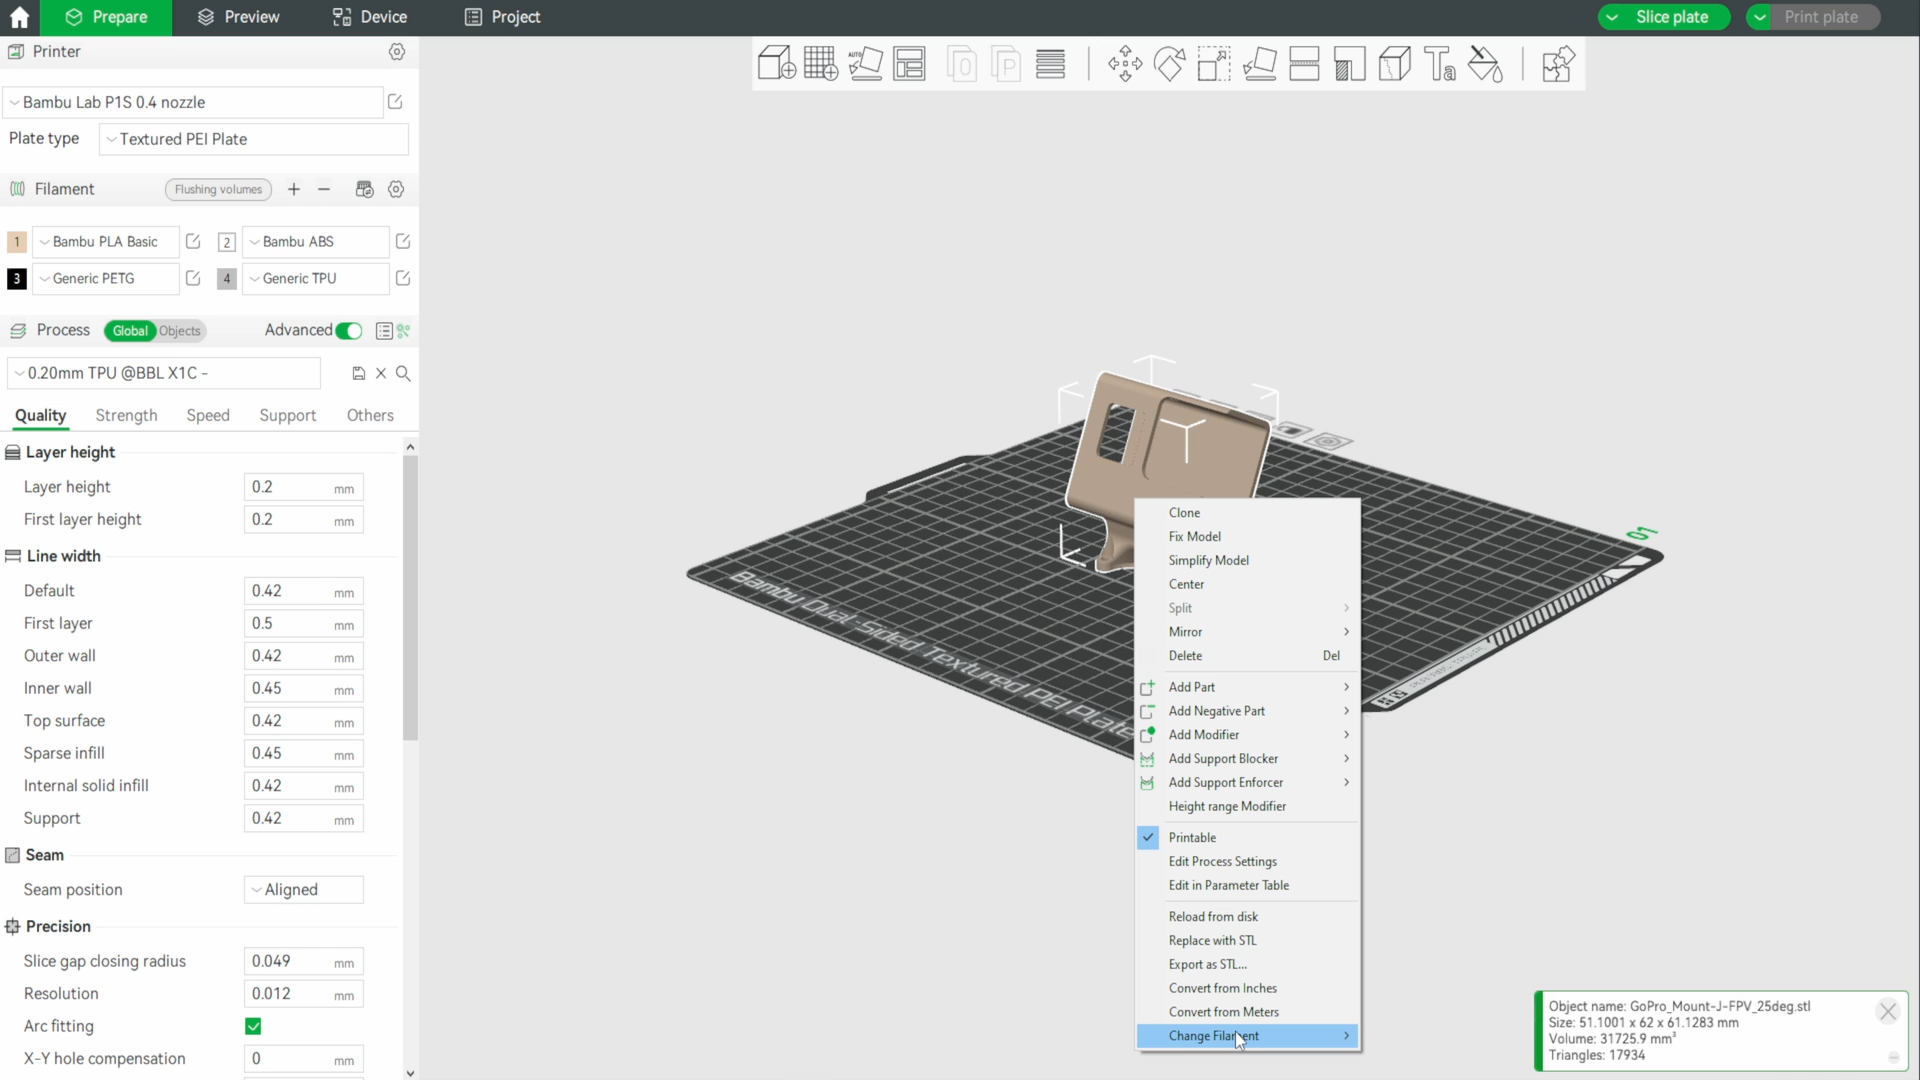 Prepare
Preview
Device
Project
Slice plate
Print plate
Printer
Bambu Lab P1S 0.4 nozzle
Plate type
Textured PEI Plate
Filament
Flushing volumes
1
Bambu PLA Basic
2
Bambu ABS
3
Generic PETG
4
Generic TPU
Process
Global
Objects
Advanced
0.20mm TPU @BBL X1C -
Quality
Strength
Speed
Support
Others
Layer height
Layer height 0.2 mm
First layer height 0.2 mm
Line width
Default 0.42 mm
First layer 0.5 mm
Outer wall 0.42 mm
Inner wall 0.45 mm
Top surface 0.42 mm
Sparse infill 0.45 mm
Internal solid infill 0.42 mm
Support 0.42 mm
Seam
Seam position Aligned
Precision
Slice gap closing radius 0.049 mm
Resolution 0.012 mm
Arc fitting
X-Y hole compensation 0 mm
AUTO
01
Bambu Dual-Sided Textured PEI Plate
Clone
Fix Model
Simplify Model
Center
Split
Mirror
Delete Del
Add Part
Add Negative Part
Add Modifier
Add Support Blocker
Add Support Enforcer
Height range Modifier
Printable
Edit Process Settings
Edit in Parameter Table
Reload from disk
Replace with STL
Export as STL...
Convert from Inches
Convert from Meters
Change Filament
Object name: GoPro_Mount-J-FPV_25deg.stl
Size: 51.1001 x 62 x 61.1283 mm
Volume: 31725.9 mm³
Triangles: 17934